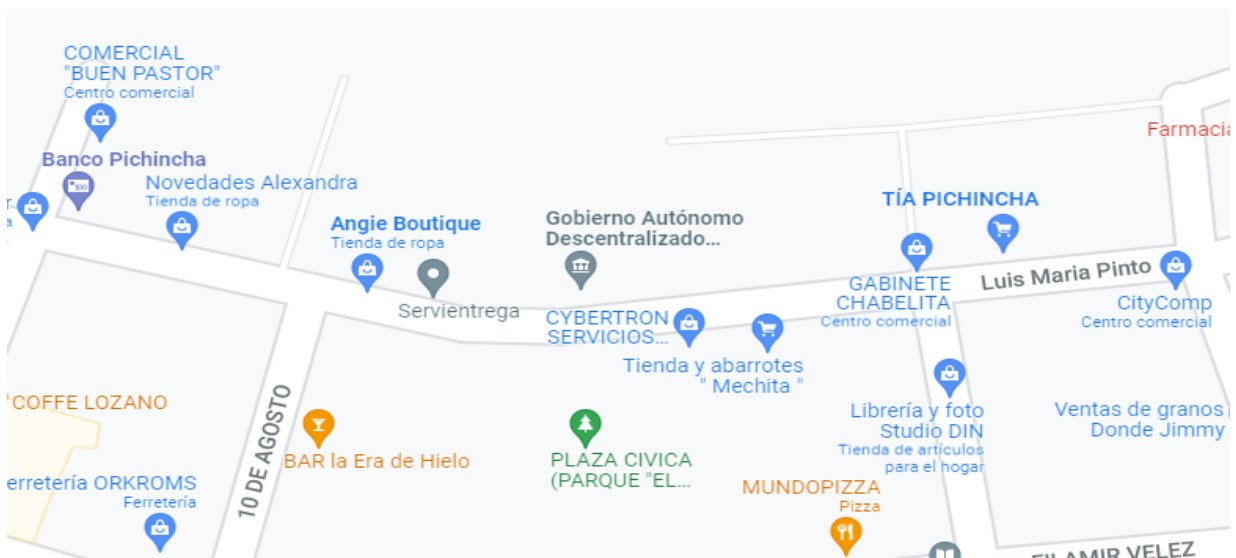 COMERCIAL
"BUEN PASTOR"
Centro comercial
Banco Pichincha
Novedades Alexandra
Tienda de ropa
Angie Boutique
Tienda de ropa
Servientrega
Gobierno Autónomo
Descentralizado...
CYBERTRON
SERVICIOS...
Tienda y abarrotes
" Mechita "
TÍA PICHINCHA
GABINETE
CHABELITA
Centro comercial
Luis Maria Pinto
Farmacia
CityComp
Centro comercial
COFFE LOZANO
10 DE AGOSTO
BAR la Era de Hielo
PLAZA CIVICA
(PARQUE "EL...
Librería y foto
Studio DIN
Tienda de artículos
para el hogar
Ventas de granos
Donde Jimmy
erretería ORKROMS
Ferretería
MUNDOPIZZA
Pizza
FILAMIR VELEZ